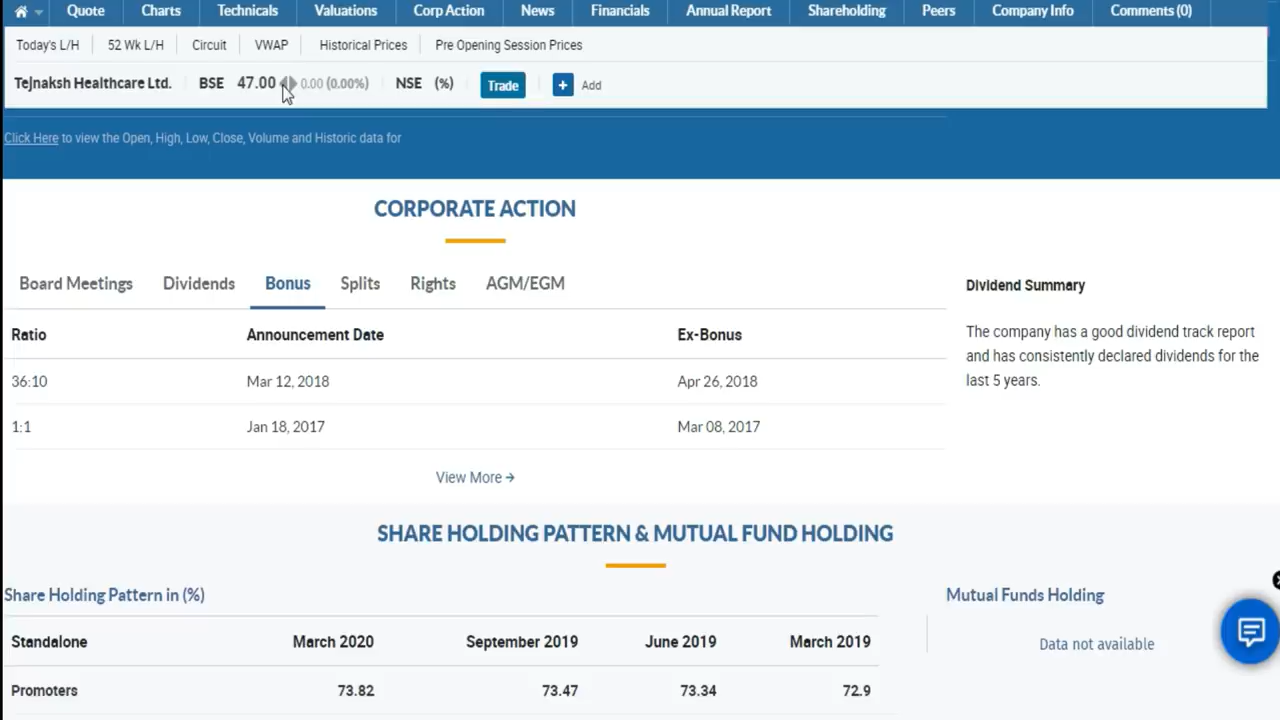 Quote Charts Technicals Valuations Corp Action News Financials Annual Report Shareholding Peers Company Info Comments (0)
Today's L/H 52 Wk L/H Circuit VWAP Historical Prices Pre Opening Session Prices
Tejnaksh Healthcare Ltd. BSE 47.00 0.00 (0.00%) NSE (%) Trade + Add
Click Here to view the Open, High, Low, Close, Volume and Historic data for
CORPORATE ACTION
Board Meetings Dividends Bonus Splits Rights AGM/EGM
Ratio Announcement Date Ex-Bonus
36:10 Mar 12, 2018 Apr 26, 2018
1:1 Jan 18, 2017 Mar 08, 2017
View More →
Dividend Summary
The company has a good dividend track report
and has consistently declared dividends for the
last 5 years.
SHARE HOLDING PATTERN & MUTUAL FUND HOLDING
Share Holding Pattern in (%)
Standalone March 2020 September 2019 June 2019 March 2019
Promoters 73.82 73.47 73.34 72.9
Mutual Funds Holding
Data not available